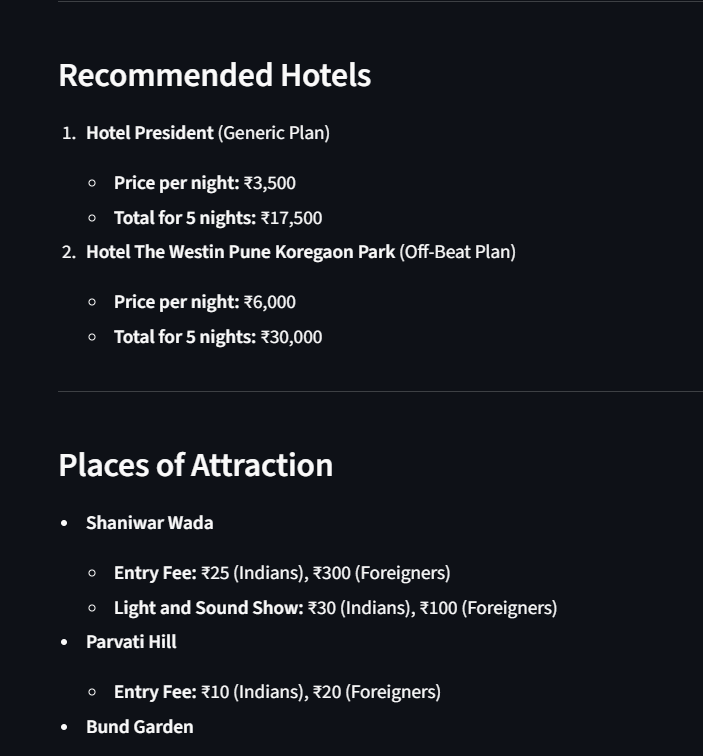 Recommended Hotels
1. Hotel President (Generic Plan)
Price per night: ₹3,500
Total for 5 nights: ₹17,500
2. Hotel The Westin Pune Koregaon Park (Off-Beat Plan)
Price per night: ₹6,000
Total for 5 nights: ₹30,000
Places of Attraction
Shaniwar Wada
Entry Fee: ₹25 (Indians), ₹300 (Foreigners)
Light and Sound Show: ₹30 (Indians), ₹100 (Foreigners)
Parvati Hill
Entry Fee: ₹10 (Indians), ₹20 (Foreigners)
Bund Garden